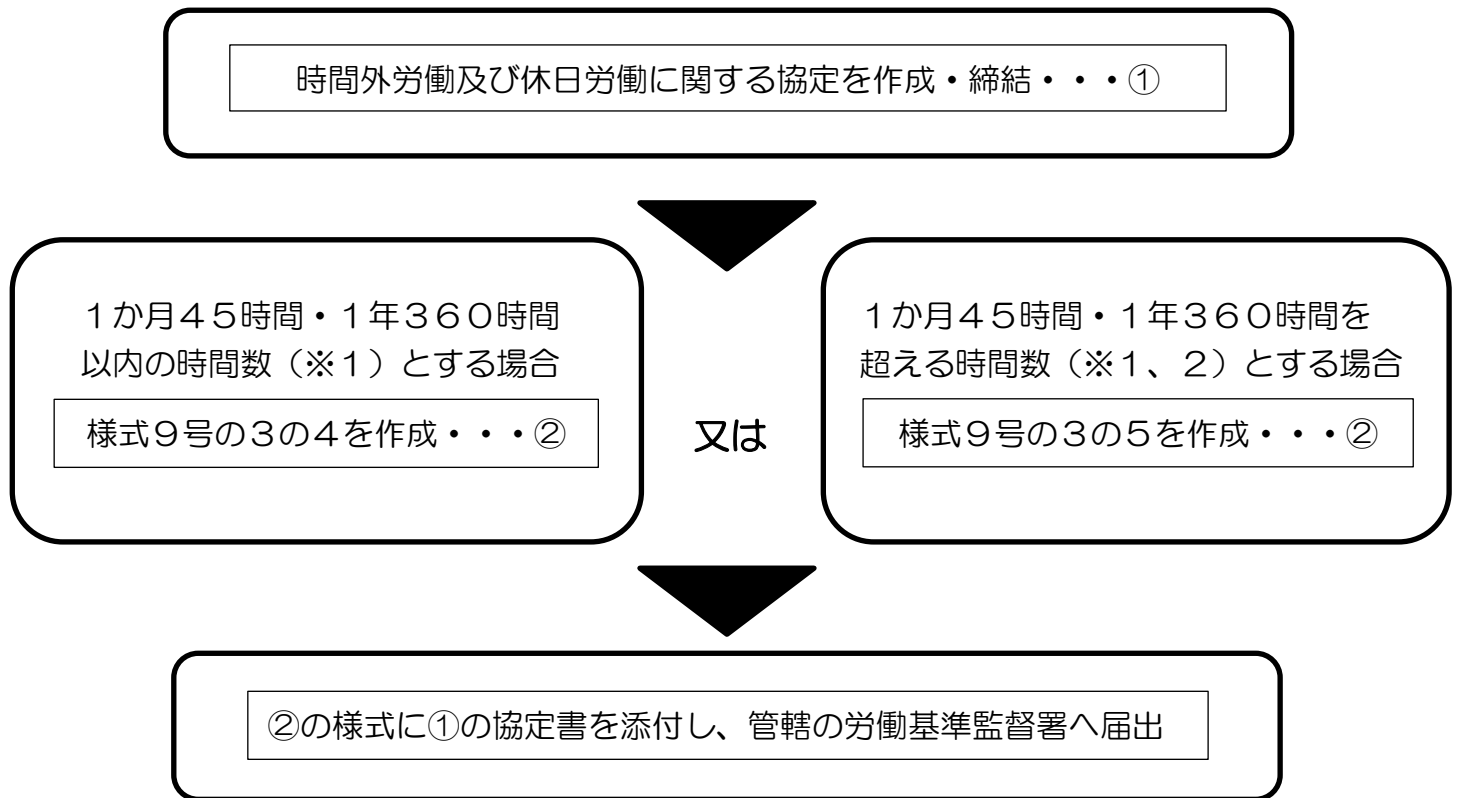 時間外労働及び休日労働に関する協定を作成・締結・・・①
1か月45時間・1年360時間
以内の時間数（※1）とする場合
様式9号の3の4を作成・・・②
又は
1か月45時間・1年360時間を
超える時間数（※1、2）とする場合
様式9号の3の5を作成・・・②
②の様式に①の協定書を添付し、管轄の労働基準監督署へ届出